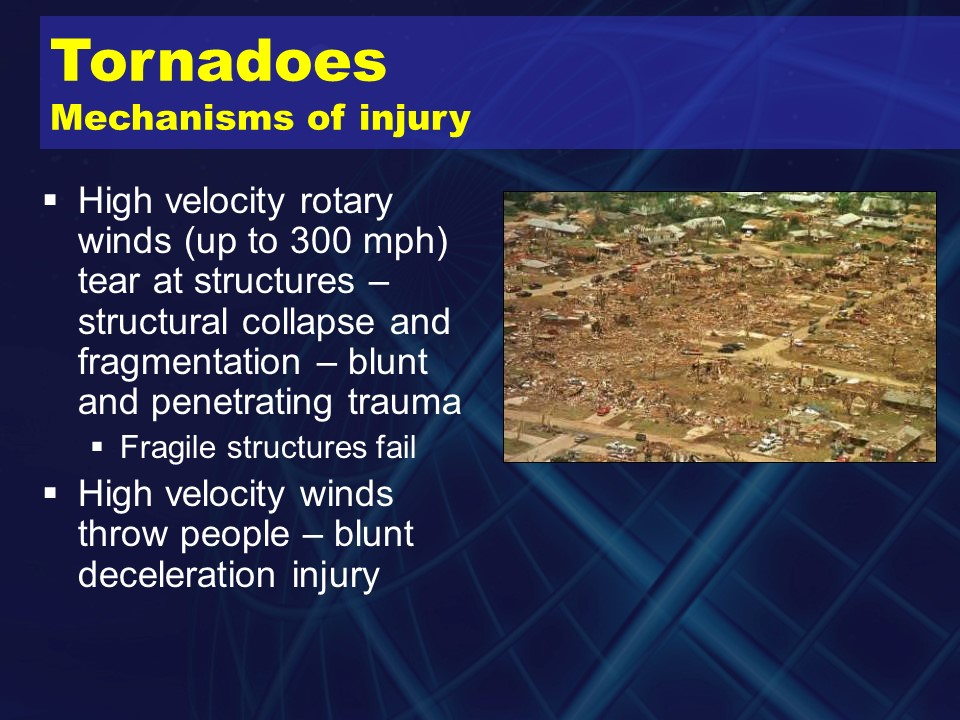 Tornadoes
Mechanisms of injury
▪ High velocity rotary
winds (up to 300 mph)
tear at structures –
structural collapse and
fragmentation – blunt
and penetrating trauma
▪ Fragile structures fail
▪ High velocity winds
throw people – blunt
deceleration injury